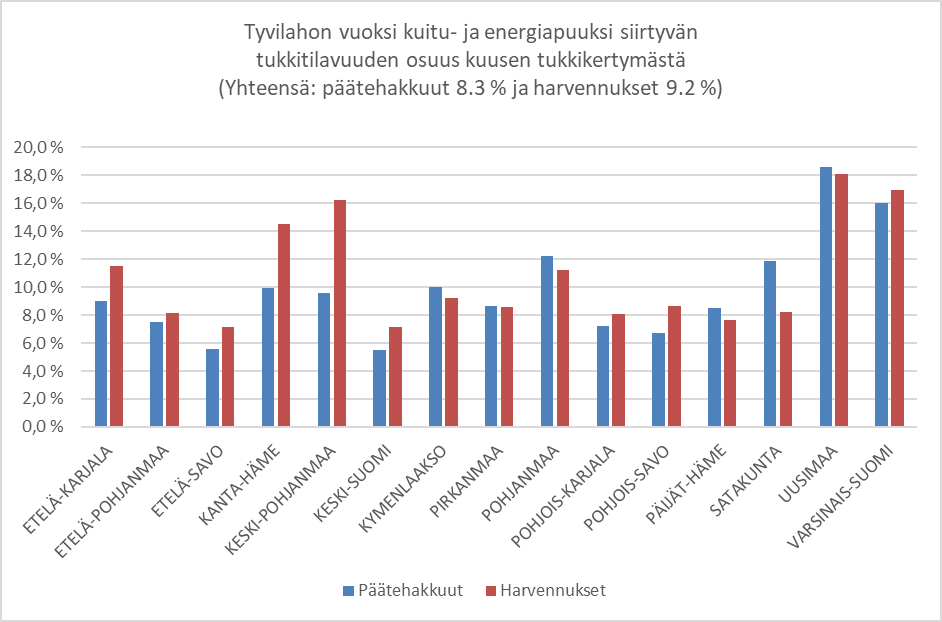 Tyvilahon vuoksi kuitu- ja energiapuuksi siirtyvän
tukkitilavuuden osuus kuusen tukkikertymästä
(Yhteensä: päätehakkuut 8.3 % ja harvennukset 9.2 %)
20,0 %
18,0 %
16,0 %
14,0 %
12,0 %
10,0 %
8,0 %
6,0 %
4,0 %
2,0 %
0,0 %
ETELÄ-KARJALA
ETELÄ-POHJANMAA
ETELÄ-SAVO
KANTA-HÄME
KESKI-POHJANMAA
KESKI-SUOMI
KYMENLAAKSO
PIRKANMAA
POHJANMAA
POHJOIS-KARJALA
POHJOIS-SAVO
PÄIJÄT-HÄME
SATAKUNTA
UUSIMAA
VARSINAIS-SUOMI
Päätehakkuut
Harvennukset